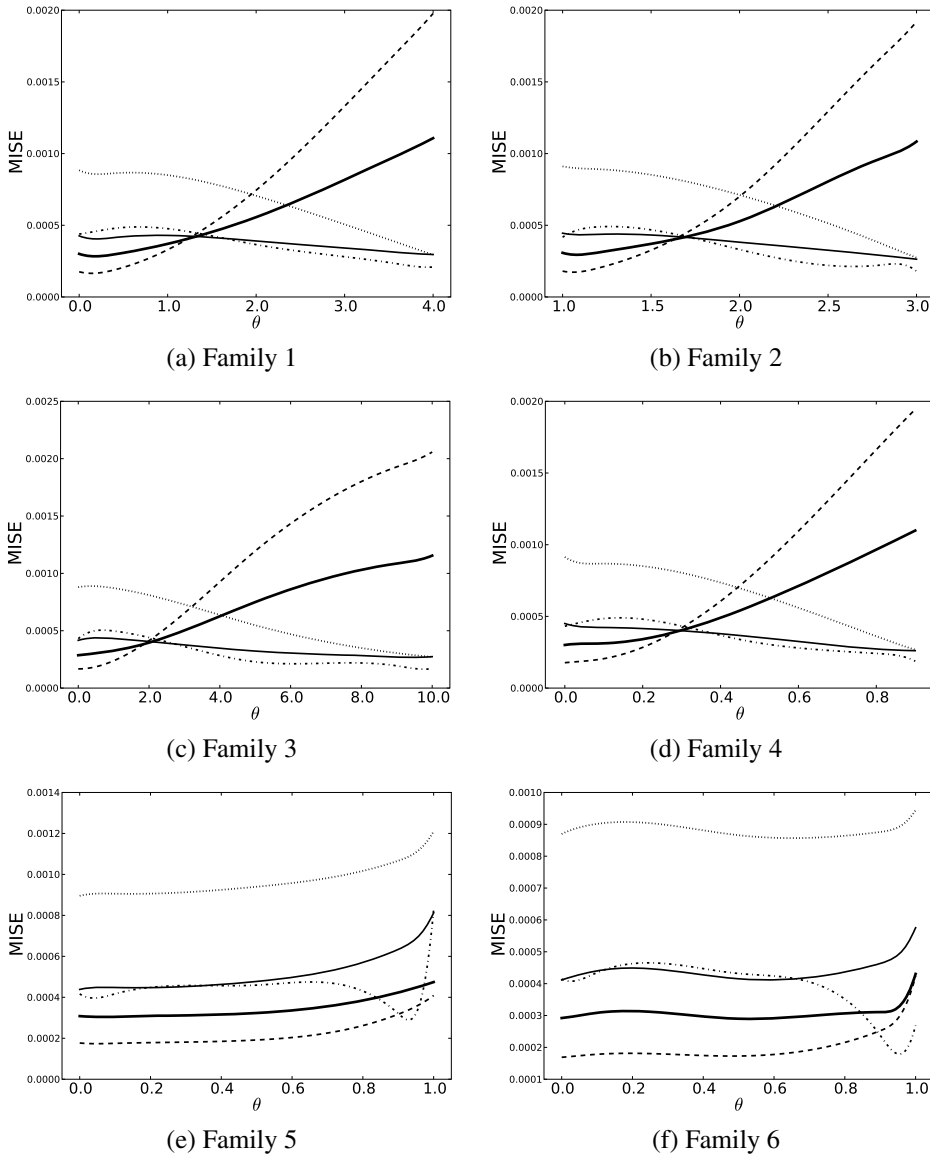 0.0020
0.0015
0.0010
0.0005
0.0000
MISE
0.0 1.0 2.0 3.0 4.0
θ
(a) Family 1
0.0020
0.0015
0.0010
0.0005
0.0000
MISE
1.0 1.5 2.0 2.5 3.0
θ
(b) Family 2
0.0025
0.0020
0.0015
0.0010
0.0005
0.0000
MISE
0.0 2.0 4.0 6.0 8.0 10.0
θ
(c) Family 3
0.0020
0.0015
0.0010
0.0005
0.0000
MISE
0.0 0.2 0.4 0.6 0.8
θ
(d) Family 4
0.0014
0.0012
0.0010
0.0008
0.0006
0.0004
0.0002
0.0000
MISE
0.0 0.2 0.4 0.6 0.8 1.0
θ
(e) Family 5
0.0010
0.0009
0.0008
0.0007
0.0006
0.0005
0.0004
0.0003
0.0002
0.0001
MISE
0.0 0.2 0.4 0.6 0.8 1.0
θ
(f) Family 6